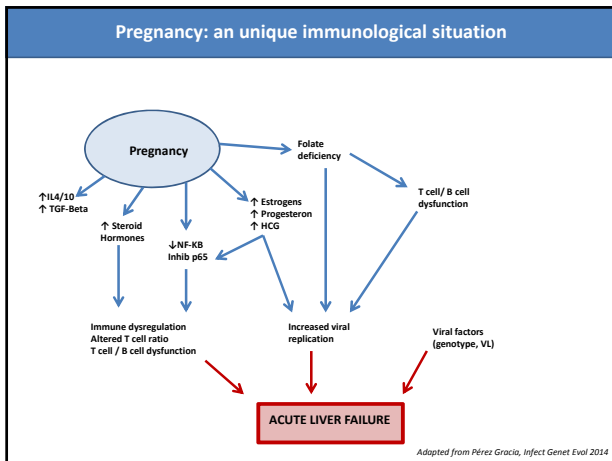 Pregnancy: an unique immunological situation
Pregnancy
Folate
deficiency
↑IL4/10
↑ TGF-Beta
↑ Steroid
Hormones
↓NF-KB
Inhib p65
↑ Estrogens
↑ Progesteron
↑ HCG
T cell/ B cell
dysfunction
Immune dysregulation
Altered T cell ratio
T cell / B cell dysfunction
Increased viral
replication
Viral factors
(genotype, VL)
ACUTE LIVER FAILURE
Adapted from Pérez Gracia, Infect Genet Evol 2014